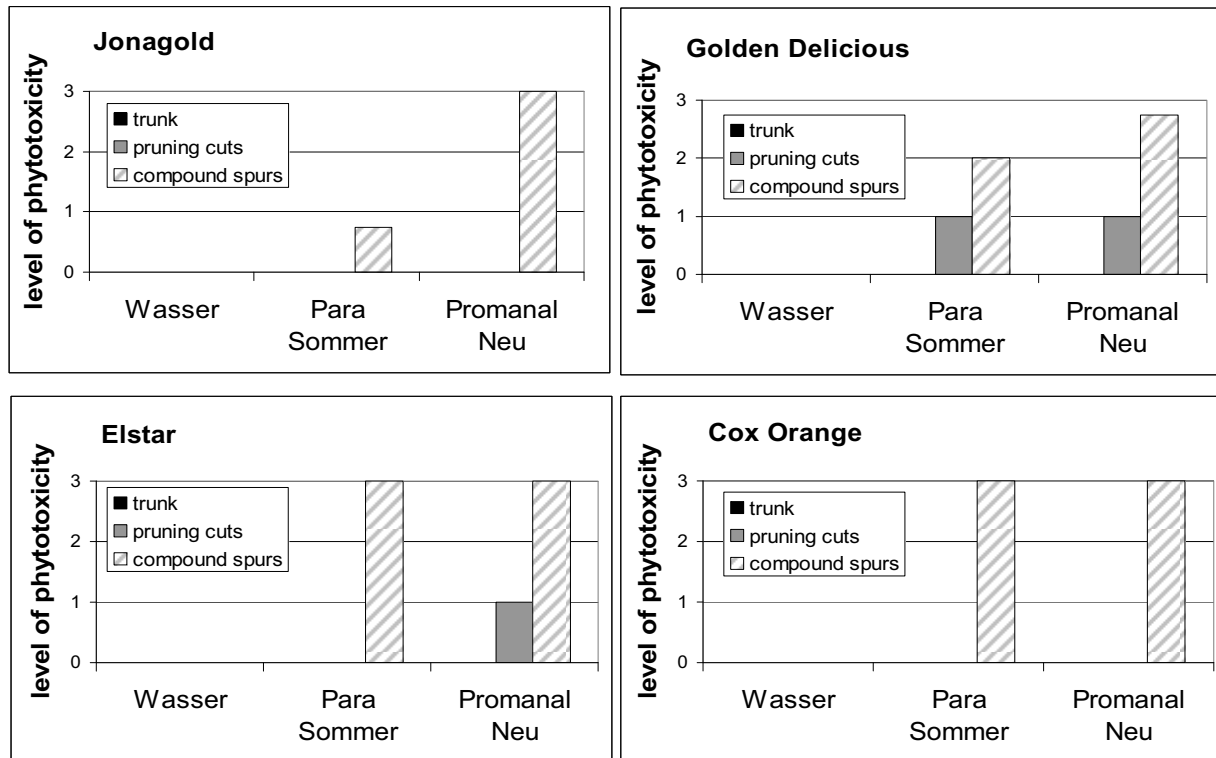 Jonagold
level of phytotoxicity
3
2
1
0
trunk
pruning cuts
compound spurs
Wasser
Para
Sommer
Promanal
Neu
Golden Delicious
level of phytotoxicity
3
2
1
0
trunk
pruning cuts
compound spurs
Wasser
Para
Sommer
Promanal
Neu
Elstar
level of phytotoxicity
3
2
1
0
trunk
pruning cuts
compound spurs
Wasser
Para
Sommer
Promanal
Neu
Cox Orange
level of phytotoxicity
3
2
1
0
trunk
pruning cuts
compound spurs
Wasser
Para
Sommer
Promanal
Neu